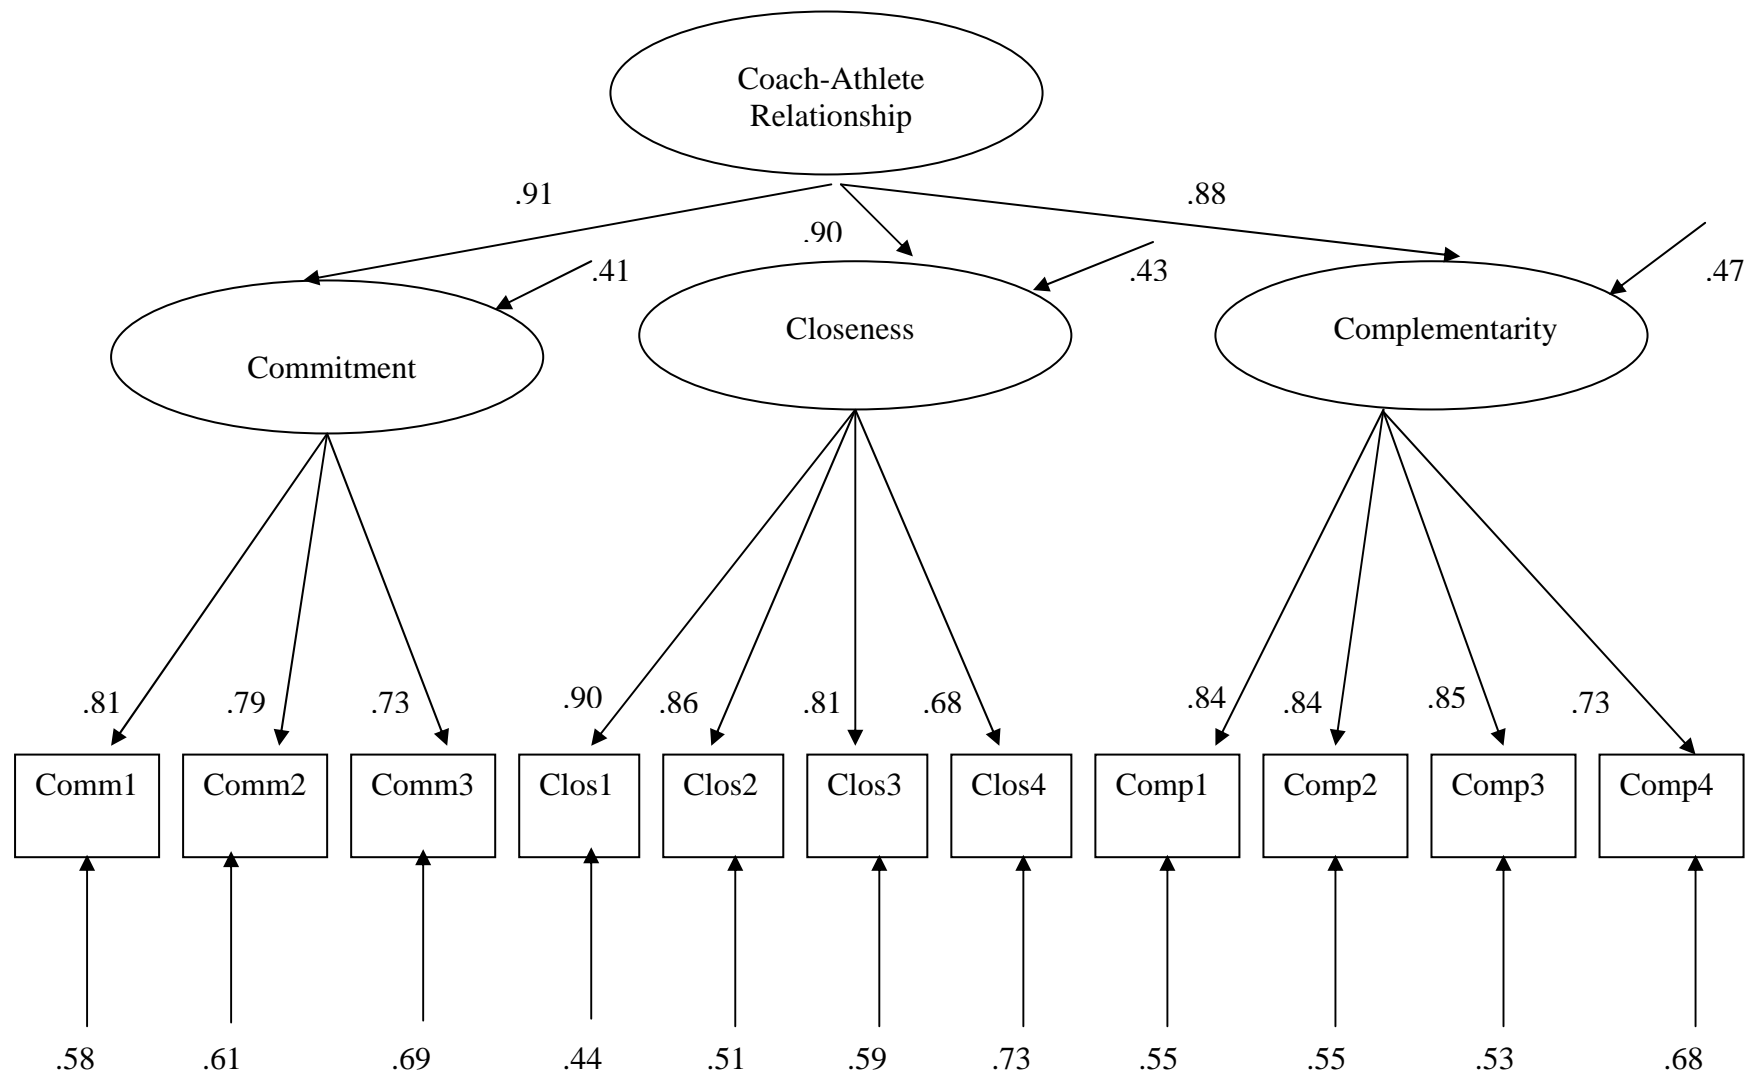 Coach-Athlete
Relationship
.91
.88
.90
.41
.43
.47
Commitment
Closeness
Complementarity
.81
.79
.73
.90
.86
.81
.68
.84
.84
.85
.73
Comm1
Comm2
Comm3
Clos1
Clos2
Clos3
Clos4
Comp1
Comp2
Comp3
Comp4
.58
.61
.69
.44
.51
.59
.73
.55
.55
.53
.68